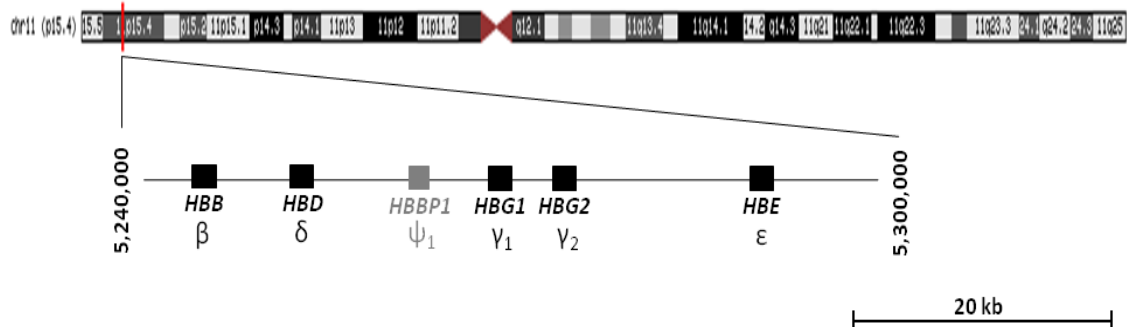 chr11 (p15.4) 15.5 11p15.4 p15.2 11p15.1 p14.3 p14.1 11p13 11p12 11p11.2 q12.1 11q13.4 11q14.1 14.2 q14.3 11q21 11q22.1 11q22.3 11q23.3 24.1 q24.2 24.3 11q25
5,240,000
5,300,000
HBB HBD HBBP1 HBG1 HBG2 HBE
β δ ψ1 γ1 γ2 ε
20 kb